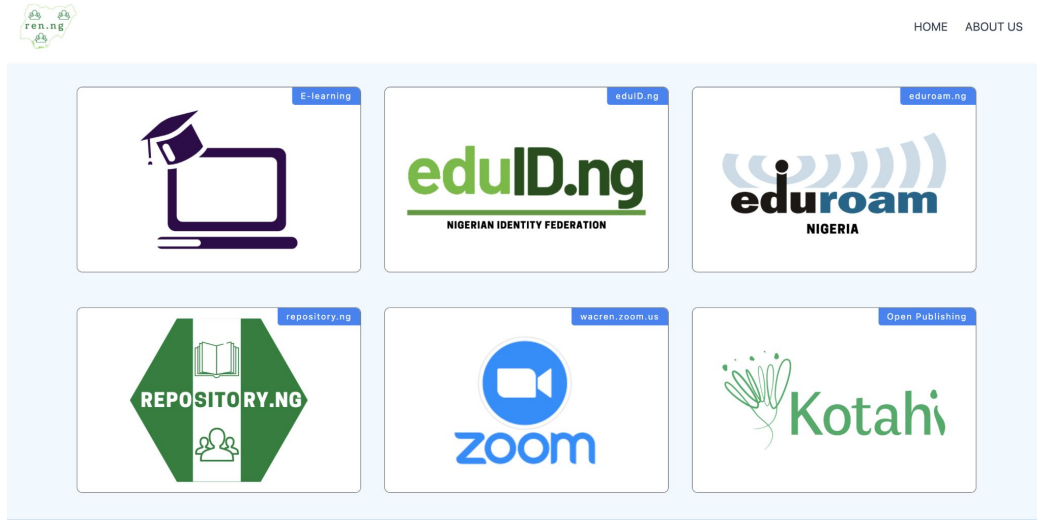 ren.ng
HOME ABOUT US
E-learning
eduID.ng
eduID.ng
NIGERIAN IDENTITY FEDERATION
eduroam.ng
eduroam
NIGERIA
repository.ng
REPOSITORY.NG
wacren.zoom.us
zoom
Open Publishing
Kotahi